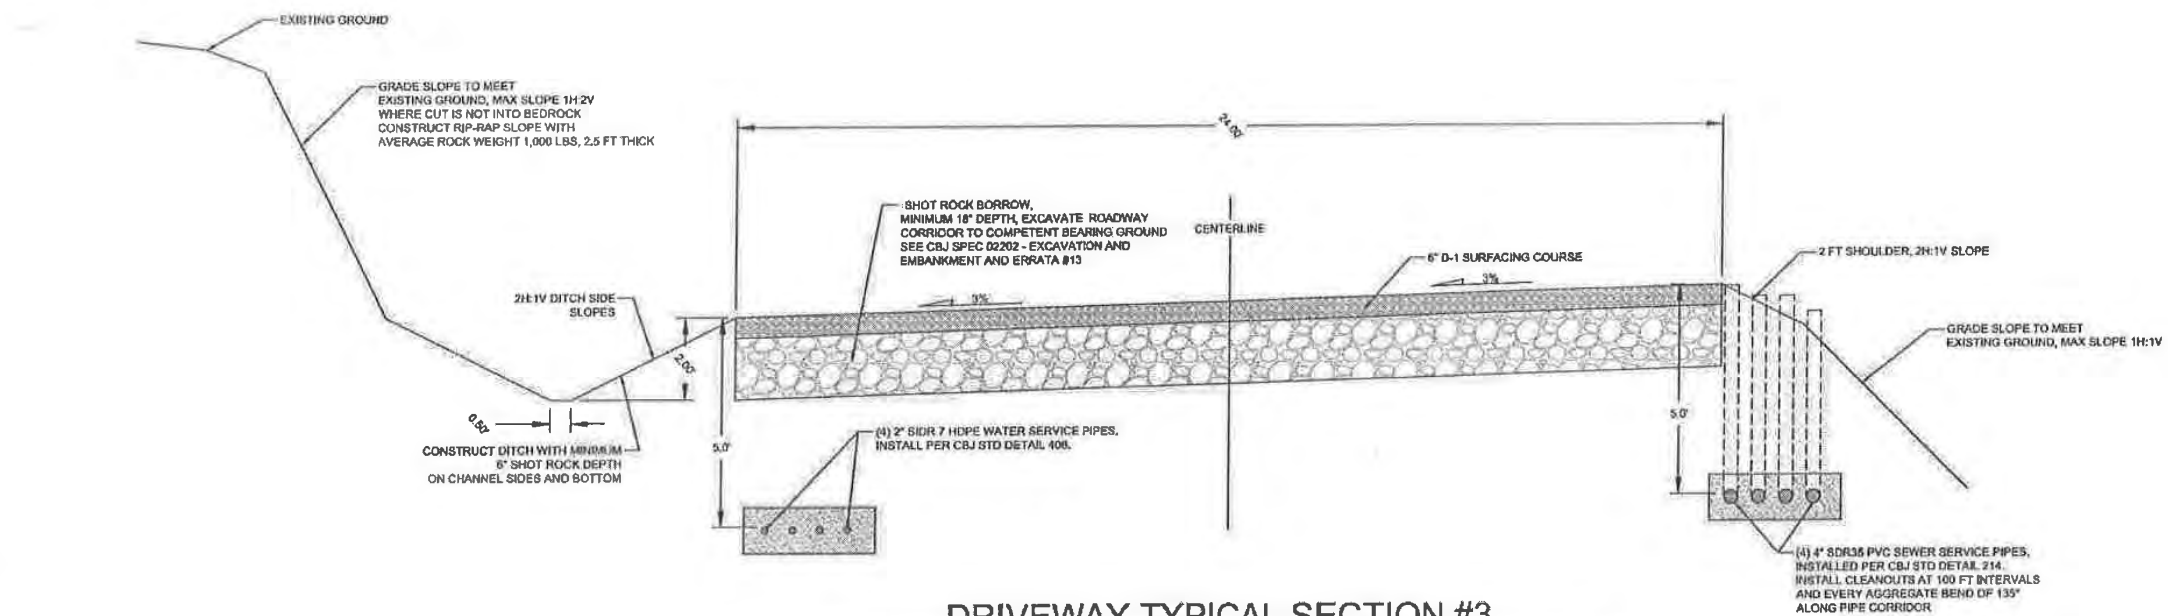 EXISTING GROUND
GRADE SLOPE TO MEET
EXISTING GROUND, MAX SLOPE 1H:2V
WHERE CUT IS NOT INTO BEDROCK
CONSTRUCT RIP-RAP SLOPE WITH
AVERAGE ROCK WEIGHT 1,000 LBS, 2.5 FT THICK
24.00'
SHOT ROCK BORROW,
MINIMUM 18" DEPTH, EXCAVATE ROADWAY
CORRIDOR TO COMPETENT BEARING GROUND
SEE CBJ SPEC 02202 - EXCAVATION AND
EMBANKMENT AND ERRATA #13
CENTERLINE
6" D-1 SURFACING COURSE
2 FT SHOULDER, 2H:1V SLOPE
3%
3%
2H:1V DITCH SIDE
SLOPES
2.00'
GRADE SLOPE TO MEET
EXISTING GROUND, MAX SLOPE 1H:1V
0.50'
CONSTRUCT DITCH WITH MINIMUM
6" SHOT ROCK DEPTH
ON CHANNEL SIDES AND BOTTOM
5.0'
(4) 2" SIDR 7 HDPE WATER SERVICE PIPES,
INSTALL PER CBJ STD DETAIL 406.
5.0'
(4) 4" SDR35 PVC SEWER SERVICE PIPES,
INSTALLED PER CBJ STD DETAIL 214.
INSTALL CLEANOUTS AT 100 FT INTERVALS
AND EVERY AGGREGATE BEND OF 135°
ALONG PIPE CORRIDOR
DRIVEWAY TYPICAL SECTION #3